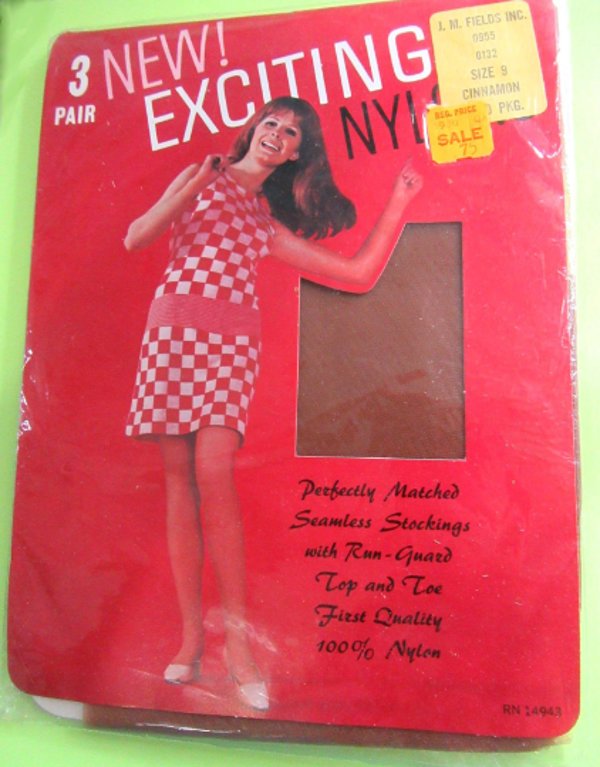 3
PAIR
NEW!
EXCITING
J. M. FIELDS INC.
0955
0132
SIZE 9
CINNAMON
PKG.
REG. PRICE
SALE
Perfectly Matched
Seamless Stockings
with Run-Guard
Top and Toe
First Quality
100% Nylon
RN 14943